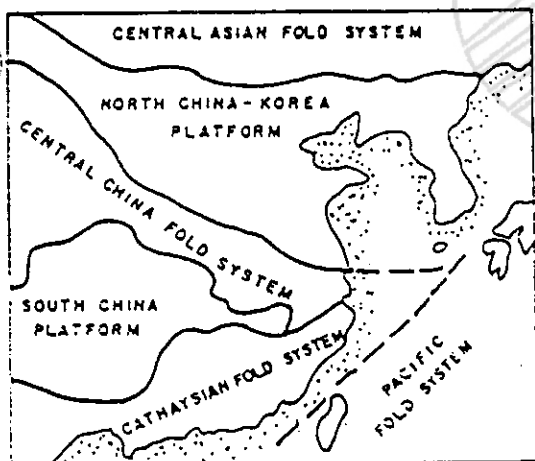 CENTRAL ASIAN FOLD SYSTEM
NORTH CHINA-KOREA
PLATFORM
CENTRAL CHINA FOLD SYSTEM
SOUTH CHINA
PLATFORM
CATHAYSIAN FOLD SYSTEM
PACIFIC
FOLD SYSTEM